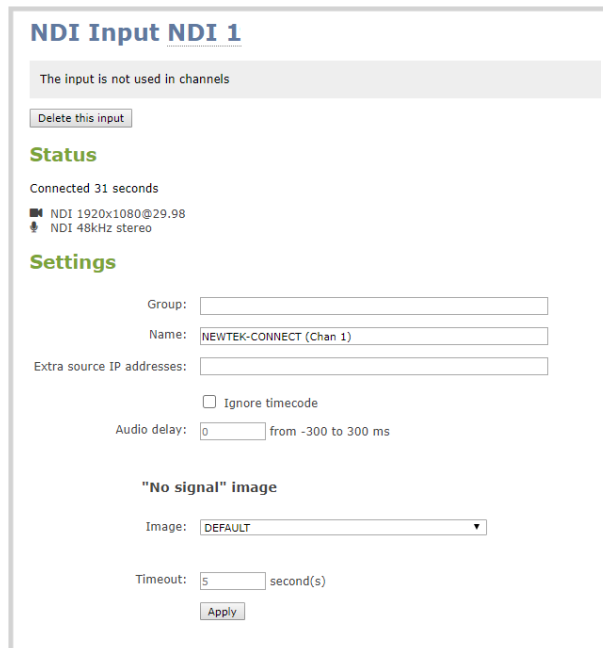 NDI Input NDI 1
The input is not used in channels
Delete this input
Status
Connected 31 seconds
NDI 1920x1080@29.98
NDI 48kHz stereo
Settings
Group:
Name: NEWTEK-CONNECT (Chan 1)
Extra source IP addresses:
Ignore timecode
Audio delay: 0 from -300 to 300 ms
"No signal" image
Image: DEFAULT
Timeout: 5 second(s)
Apply